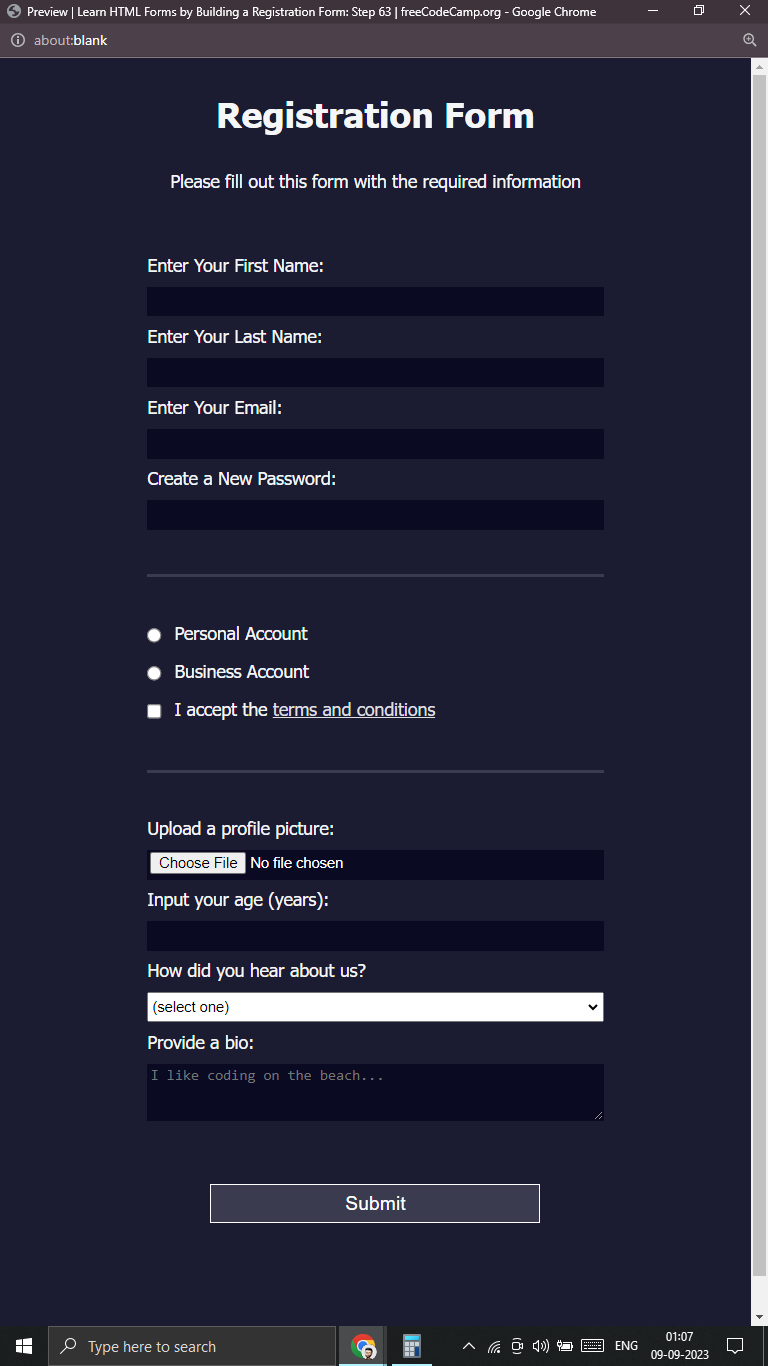 Preview | Learn HTML Forms by Building a Registration Form: Step 63 | freeCodeCamp.org - Google Chrome
about:blank
Registration Form
Please fill out this form with the required information
Enter Your First Name:
Enter Your Last Name:
Enter Your Email:
Create a New Password:
Personal Account
Business Account
I accept the terms and conditions
Upload a profile picture:
Choose File No file chosen
Input your age (years):
How did you hear about us?
(select one)
Provide a bio:
I like coding on the beach...
Submit
Type here to search
ENG
01:07
09-09-2023